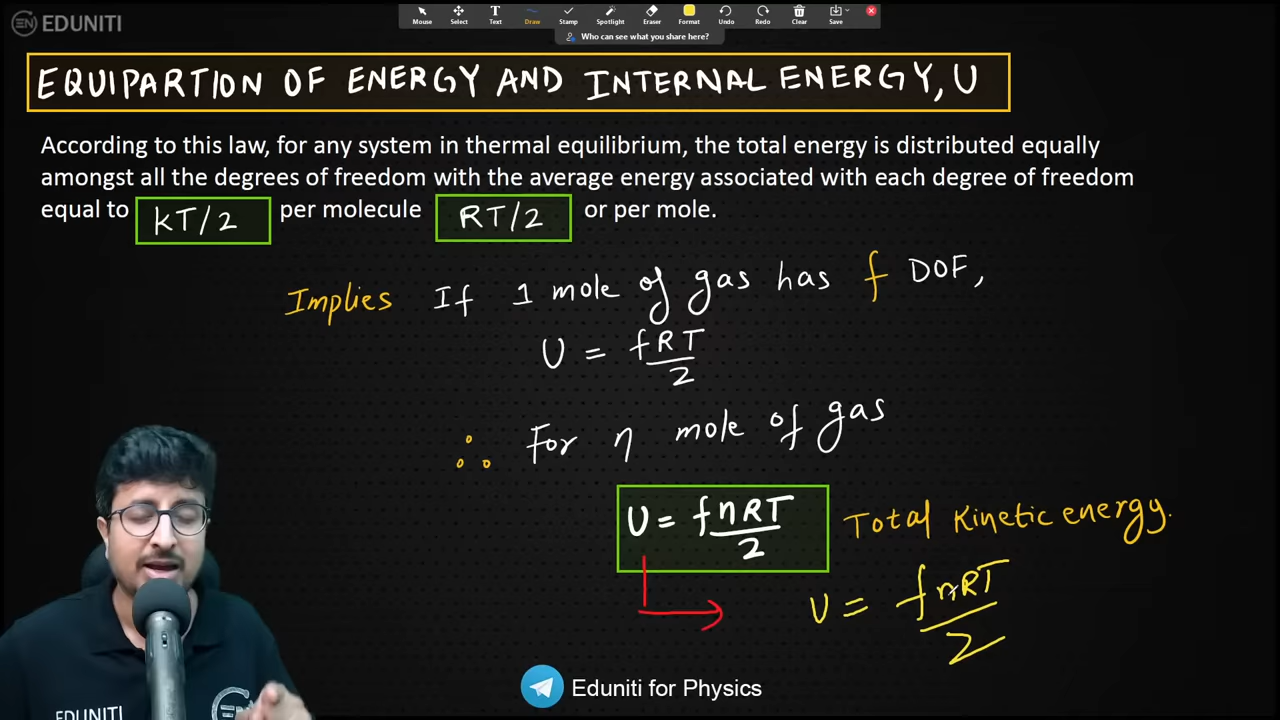 EDUNITI
Mouse Select Text Draw Stamp Spotlight Eraser Format Undo Redo Clear Save
Who can see what you share here?
EQUIPARTION OF ENERGY AND INTERNAL ENERGY, U
According to this law, for any system in thermal equilibrium, the total energy is distributed equally
amongst all the degrees of freedom with the average energy associated with each degree of freedom
equal to KT/2 per molecule RT/2 or per mole.
Implies If 1 mole of gas has f DOF,
U = fRT/2
∴ For n mole of gas
U = fnRT/2 Total Kinetic energy.
U = fnRT/2
EDUNITI
Eduniti for Physics